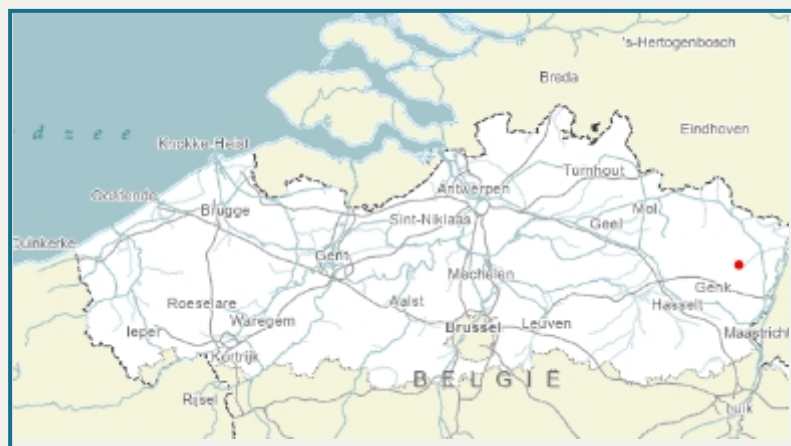 's-Hertogenbosch
Breda
d z e e
Eindhoven
Knokke-Heist
Turnhout
Antwerpen
Oostende
Mol
Brugge
Sint-Niklaas
Geel
Duinkerke
Gent
Mechelen
Genk
Roeselare
Aalst
Hasselt
Waregem
Brussel
Leuven
Ieper
Maastricht
Kortrijk
BELGIË
Rijsel
Luik